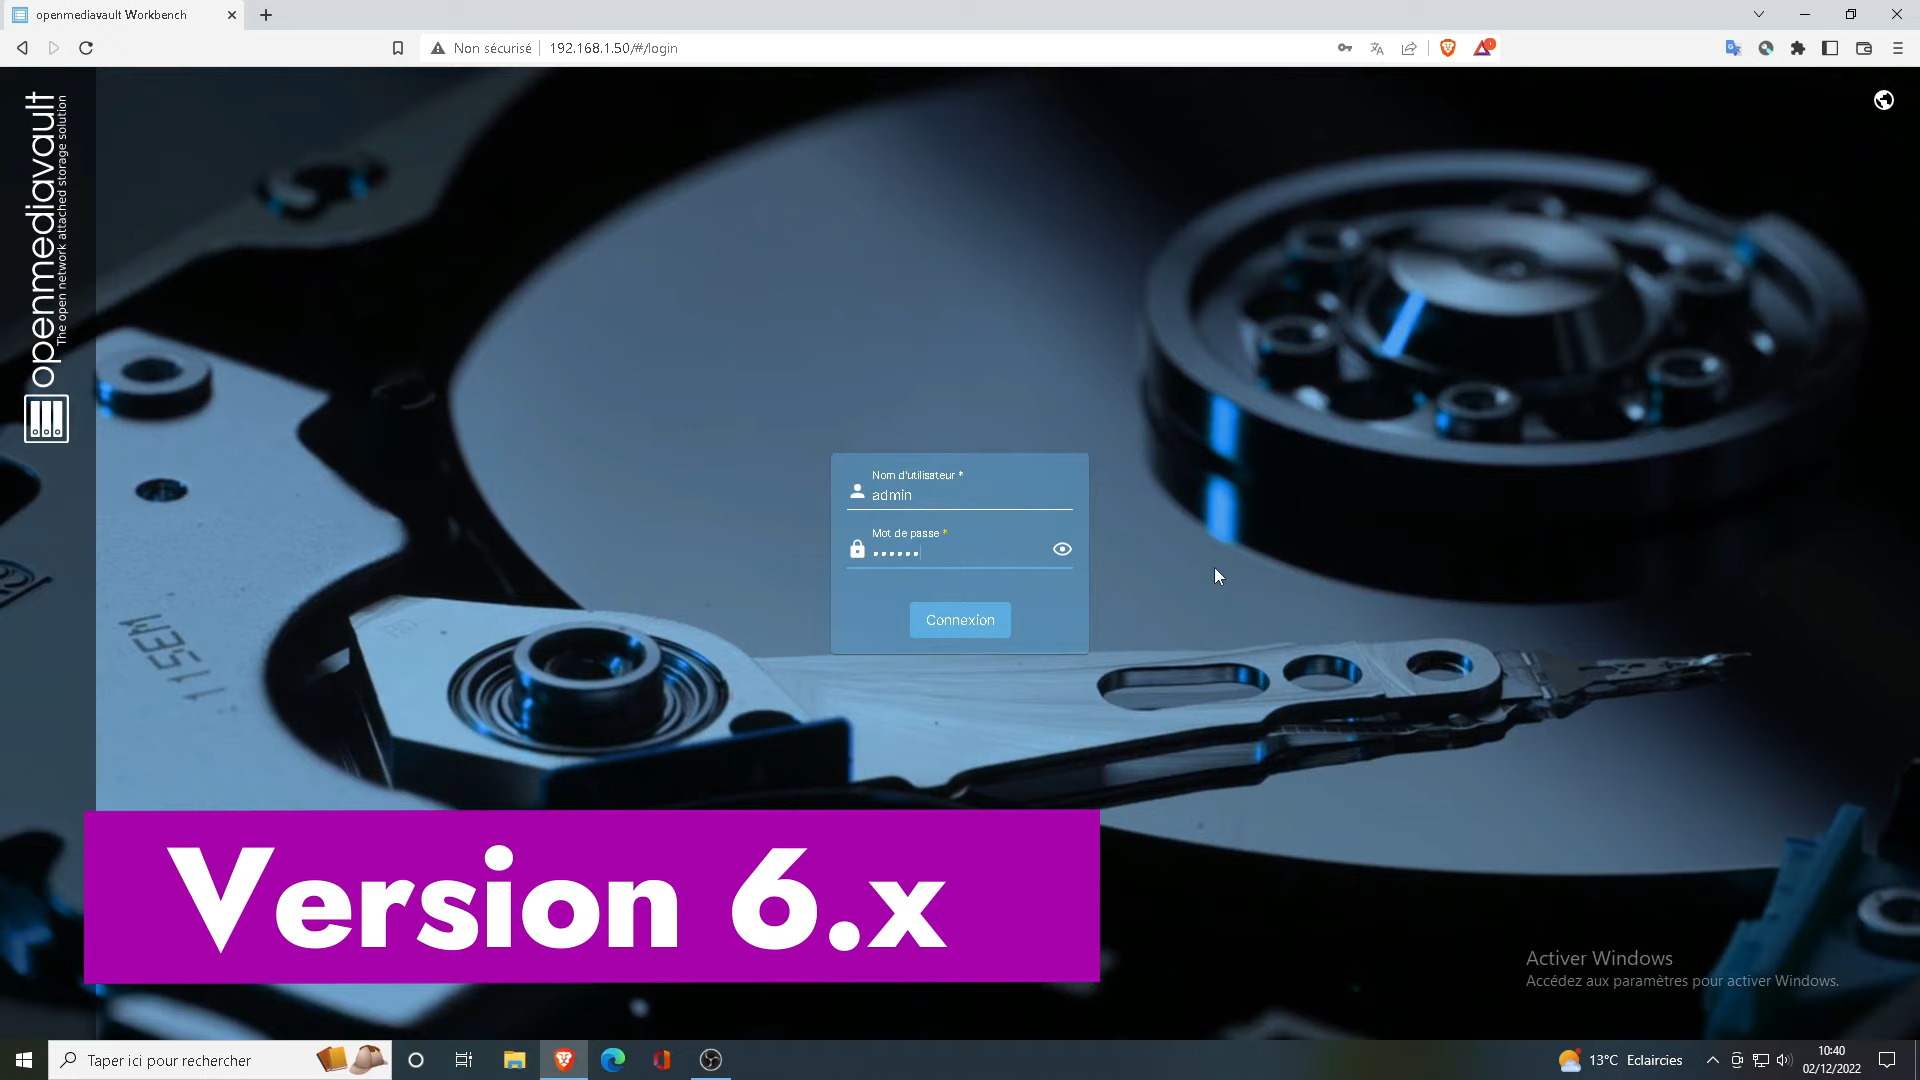 openmediavault Workbench
Non sécurisé
192.168.1.50/#/login
openmediavault
The open network attached storage solution
Nom d'utilisateur *
admin
Mot de passe *
••••••
Connexion
11SEM
Version 6.x
Activer Windows
Accédez aux paramètres pour activer Windows.
Taper ici pour rechercher
13°C Eclaircies
10:40
02/12/2022